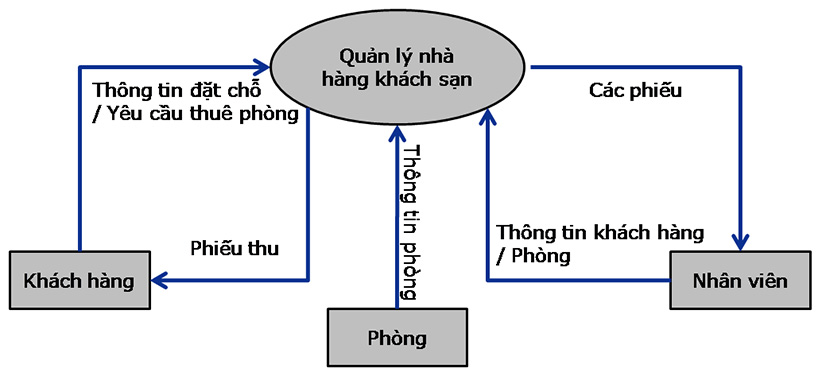 Quản lý nhà
hàng khách sạn
Thông tin đặt chỗ
/ Yêu cầu thuê phòng
Các phiếu
Thông tin phòng
Phiếu thu
Thông tin khách hàng
/ Phòng
Khách hàng
Phòng
Nhân viên